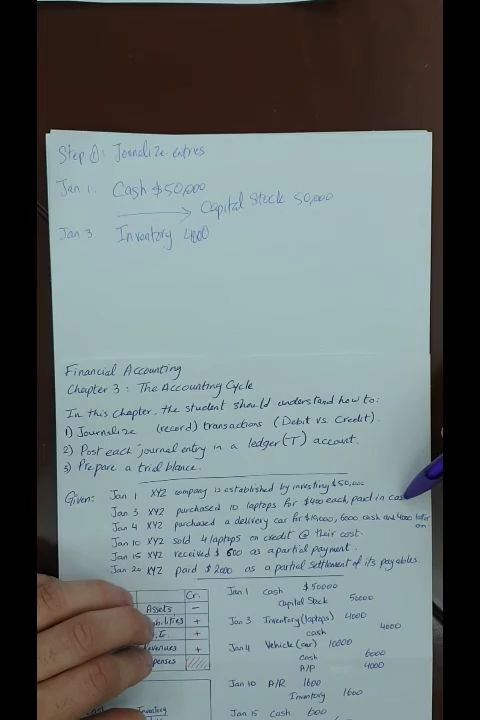 Step ①: Journalize entries
Jan 1. Cash $50,000
Capital Stock 50,000
Jan 3 Inventory 4000
Financial Accounting
Chapter 3: The Accounting Cycle
In this Chapter, the student should understand how to:
1) Journalize (record) transactions (Debit vs. Credit).
2) Post each journal entry in a ledger (T) account.
3) Prepare a trial blance.
Given: Jan 1 XYZ company is established by investing $50,000
Jan 3 XYZ purchased 10 laptops for $400 each, paid in cash
Jan 4 XYZ purchased a delivery car for $10,000, 6000 cash and 4000 later on
Jan 10 XYZ sold 4 laptops on credit @ their cost.
Jan 15 XYZ received $ 600 as a partial payment.
Jan 20 XYZ paid $ 2000 as a partial settlement of its payables.
Cr.
Assets -
+
+
Revenues +
Inventory
Jan 1 cash $50000
Capital Stock 50000
Jan 3 Inventory (laptops) 4000
cash 4000
Jan 4 Vehicle (car) 10000
Cash 6000
A/P 4000
Jan 10 A/R 1600
Inventory 1600
Jan 15 cash 600